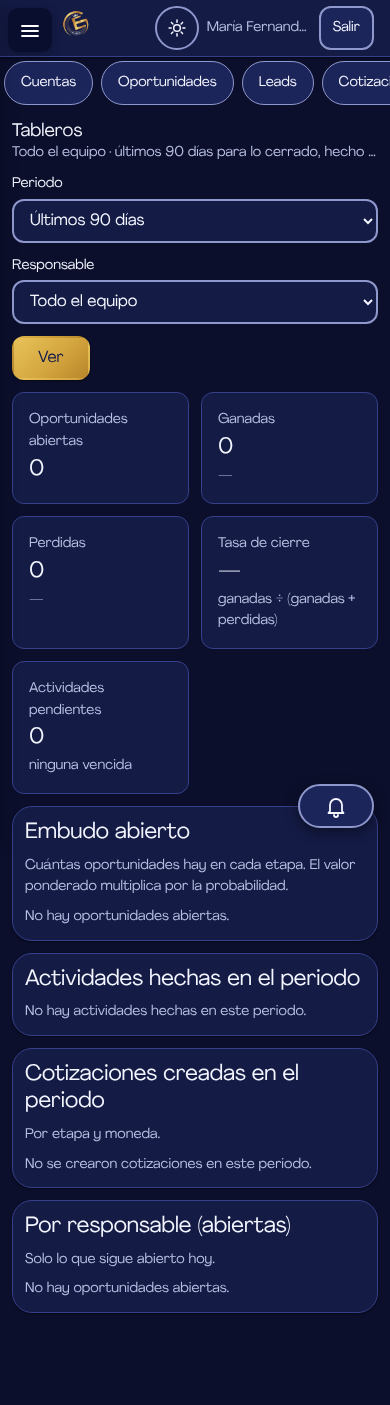 María Fernand...
Salir
Cuentas
Oportunidades
Leads
Cotizaci
Tableros
Todo el equipo · últimos 90 días para lo cerrado, hecho ...
Periodo
Últimos 90 días
Responsable
Todo el equipo
Ver
Oportunidades
abiertas
0
Ganadas
0
—
Perdidas
0
—
Tasa de cierre
—
ganadas ÷ (ganadas +
perdidas)
Actividades
pendientes
0
ninguna vencida
Embudo abierto
Cuántas oportunidades hay en cada etapa. El valor
ponderado multiplica por la probabilidad.
No hay oportunidades abiertas.
Actividades hechas en el periodo
No hay actividades hechas en este periodo.
Cotizaciones creadas en el
periodo
Por etapa y moneda.
No se crearon cotizaciones en este periodo.
Por responsable (abiertas)
Solo lo que sigue abierto hoy.
No hay oportunidades abiertas.